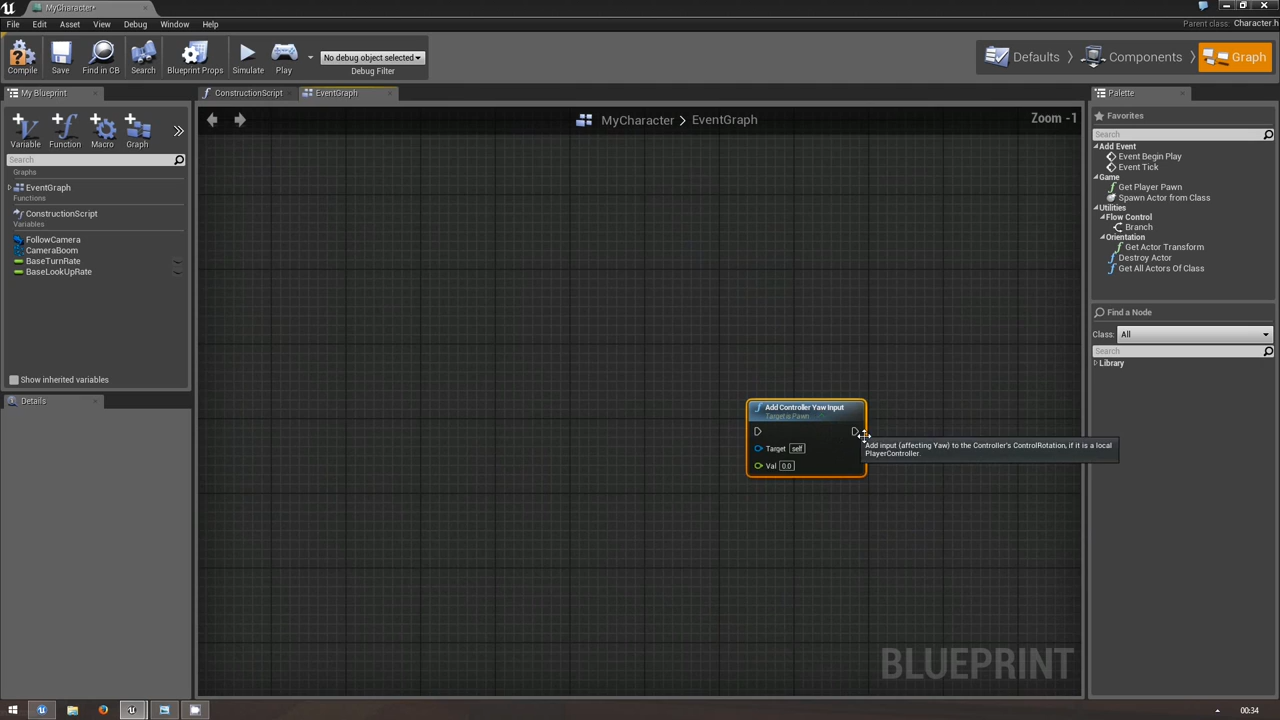 MyCharacter*
File Edit Asset View Debug Window Help
Parent class: Character.h
Compile
Save
Find in CB
Search
Blueprint Props
Simulate
Play
No debug object selected
Debug Filter
Defaults
Components
Graph
My Blueprint
Variable
Function
Macro
Graph
Search
Graphs
EventGraph
Functions
ConstructionScript
Variables
FollowCamera
CameraBoom
BaseTurnRate
BaseLookUpRate
Show inherited variables
Details
ConstructionScript
EventGraph
MyCharacter > EventGraph
Zoom -1
Add Controller Yaw Input
Target is Pawn
Target self
Val 0.0
Add input (affecting Yaw) to the Controller's ControlRotation, if it is a local
PlayerController.
BLUEPRINT
Palette
Favorites
Search
Add Event
Event Begin Play
Event Tick
Game
Get Player Pawn
Spawn Actor from Class
Utilities
Flow Control
Branch
Orientation
Get Actor Transform
Destroy Actor
Get All Actors Of Class
Find a Node
Class: All
Search
Library
00:34